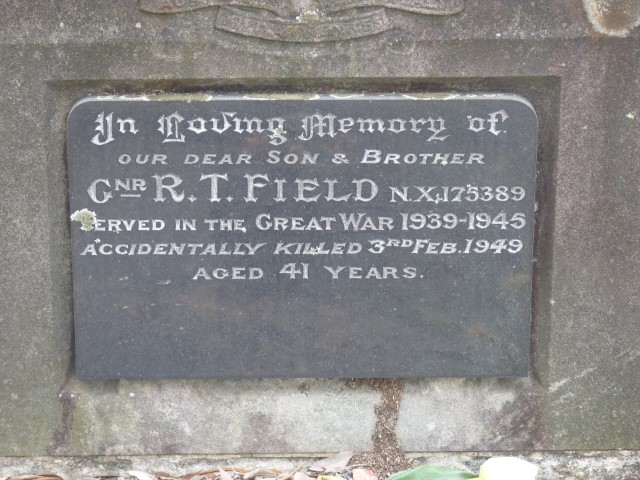 In Loving Memory of
OUR DEAR SON & BROTHER
GNR R. T. FIELD N.X.175389
SERVED IN THE GREAT WAR 1939-1945
ACCIDENTALLY KILLED 3RD FEB. 1949
AGED 41 YEARS.